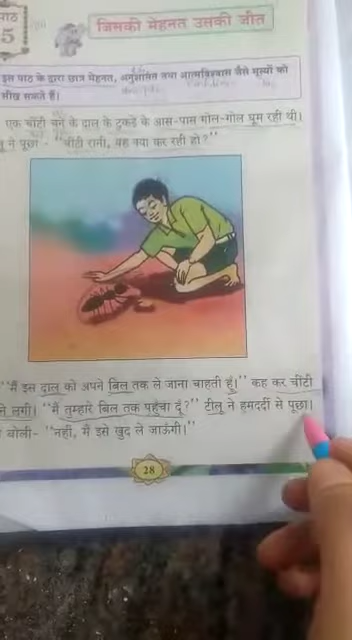 पाठ
5
जिसकी मेहनत उसकी जीत
इस पाठ के द्वारा छात्र मेहनत, अनुशासन तथा आत्मविश्वास जैसे मूल्यों को
सीख सकते हैं।
एक चींटी चने के दाल के टुकड़े के आस-पास गोल-गोल घूम रही थी।
ने पूछा - "चींटी रानी, यह क्या कर रही हो?"
"मैं इस दाल को अपने बिल तक ले जाना चाहती हूँ।" कह कर चींटी
लगी। "मैं तुम्हारे बिल तक पहुँचा दूँ?" टीलू ने हमदर्दी से पूछा।
बोली- "नहीं, मैं इसे खुद ले जाऊँगी।"
28